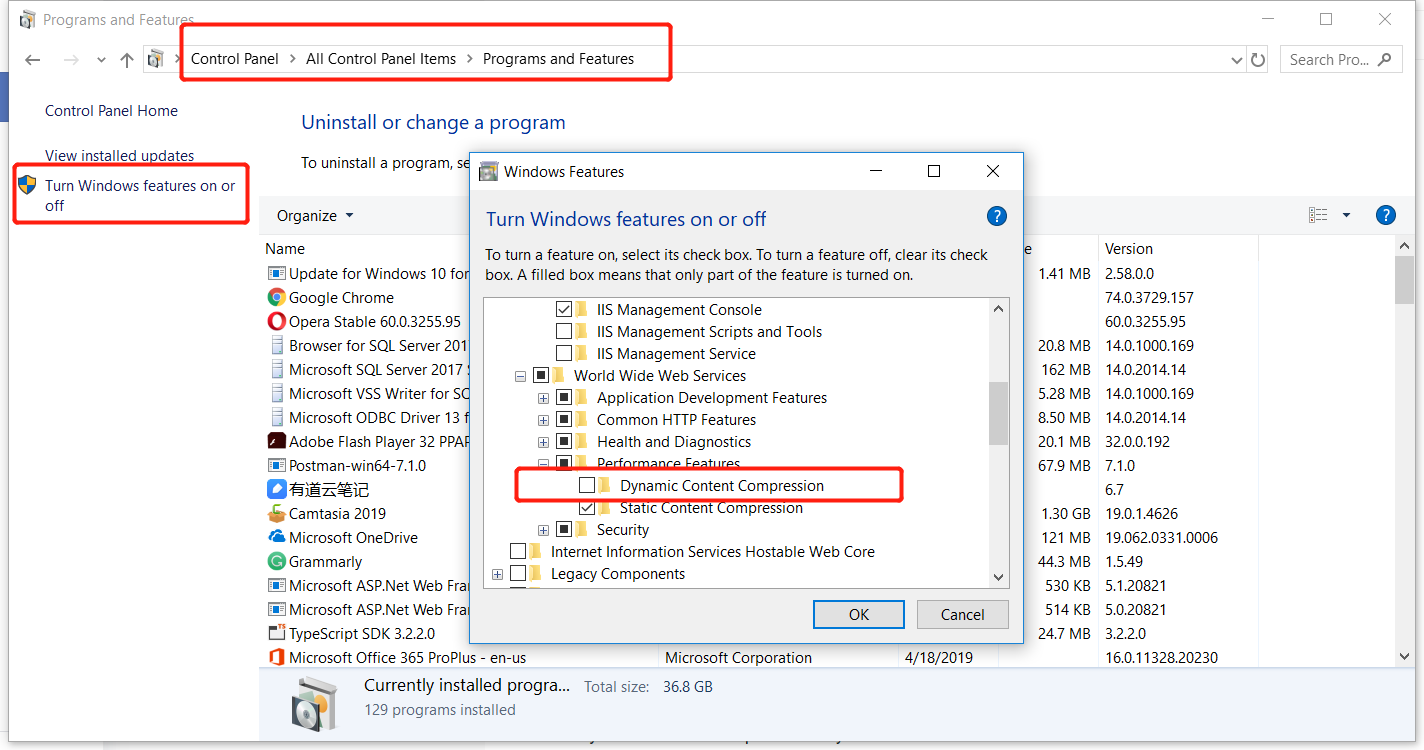 Programs and Features
Control Panel > All Control Panel Items > Programs and Features
Search Pro...
Control Panel Home
View installed updates
Turn Windows features on or
off
Uninstall or change a program
To uninstall a program, se
Organize
Name
Version
Update for Windows 10 for
1.41 MB
2.58.0.0
Google Chrome
74.0.3729.157
Opera Stable 60.0.3255.95
60.0.3255.95
Browser for SQL Server 201
20.8 MB
14.0.1000.169
Microsoft SQL Server 2017
162 MB
14.0.2014.14
Microsoft VSS Writer for SC
5.28 MB
14.0.1000.169
Microsoft ODBC Driver 13 f
8.50 MB
14.0.2014.14
Adobe Flash Player 32 PPAP
20.1 MB
32.0.0.192
Postman-win64-7.1.0
67.9 MB
7.1.0
有道云笔记
6.7
Camtasia 2019
1.30 GB
19.0.1.4626
Microsoft OneDrive
121 MB
19.062.0331.0006
Grammarly
44.3 MB
1.5.49
Microsoft ASP.Net Web Fra
530 KB
5.1.20821
Microsoft ASP.Net Web Fra
514 KB
5.0.20821
TypeScript SDK 3.2.2.0
24.7 MB
3.2.2.0
Microsoft Office 365 ProPlus - en-us
Microsoft Corporation
4/18/2019
16.0.11328.20230
Currently installed progra...
Total size: 36.8 GB
129 programs installed
Windows Features
Turn Windows features on or off
To turn a feature on, select its check box. To turn a feature off, clear its check
box. A filled box means that only part of the feature is turned on.
IIS Management Console
IIS Management Scripts and Tools
IIS Management Service
World Wide Web Services
Application Development Features
Common HTTP Features
Health and Diagnostics
Performance Features
Dynamic Content Compression
Static Content Compression
Security
Internet Information Services Hostable Web Core
Legacy Components
OK
Cancel